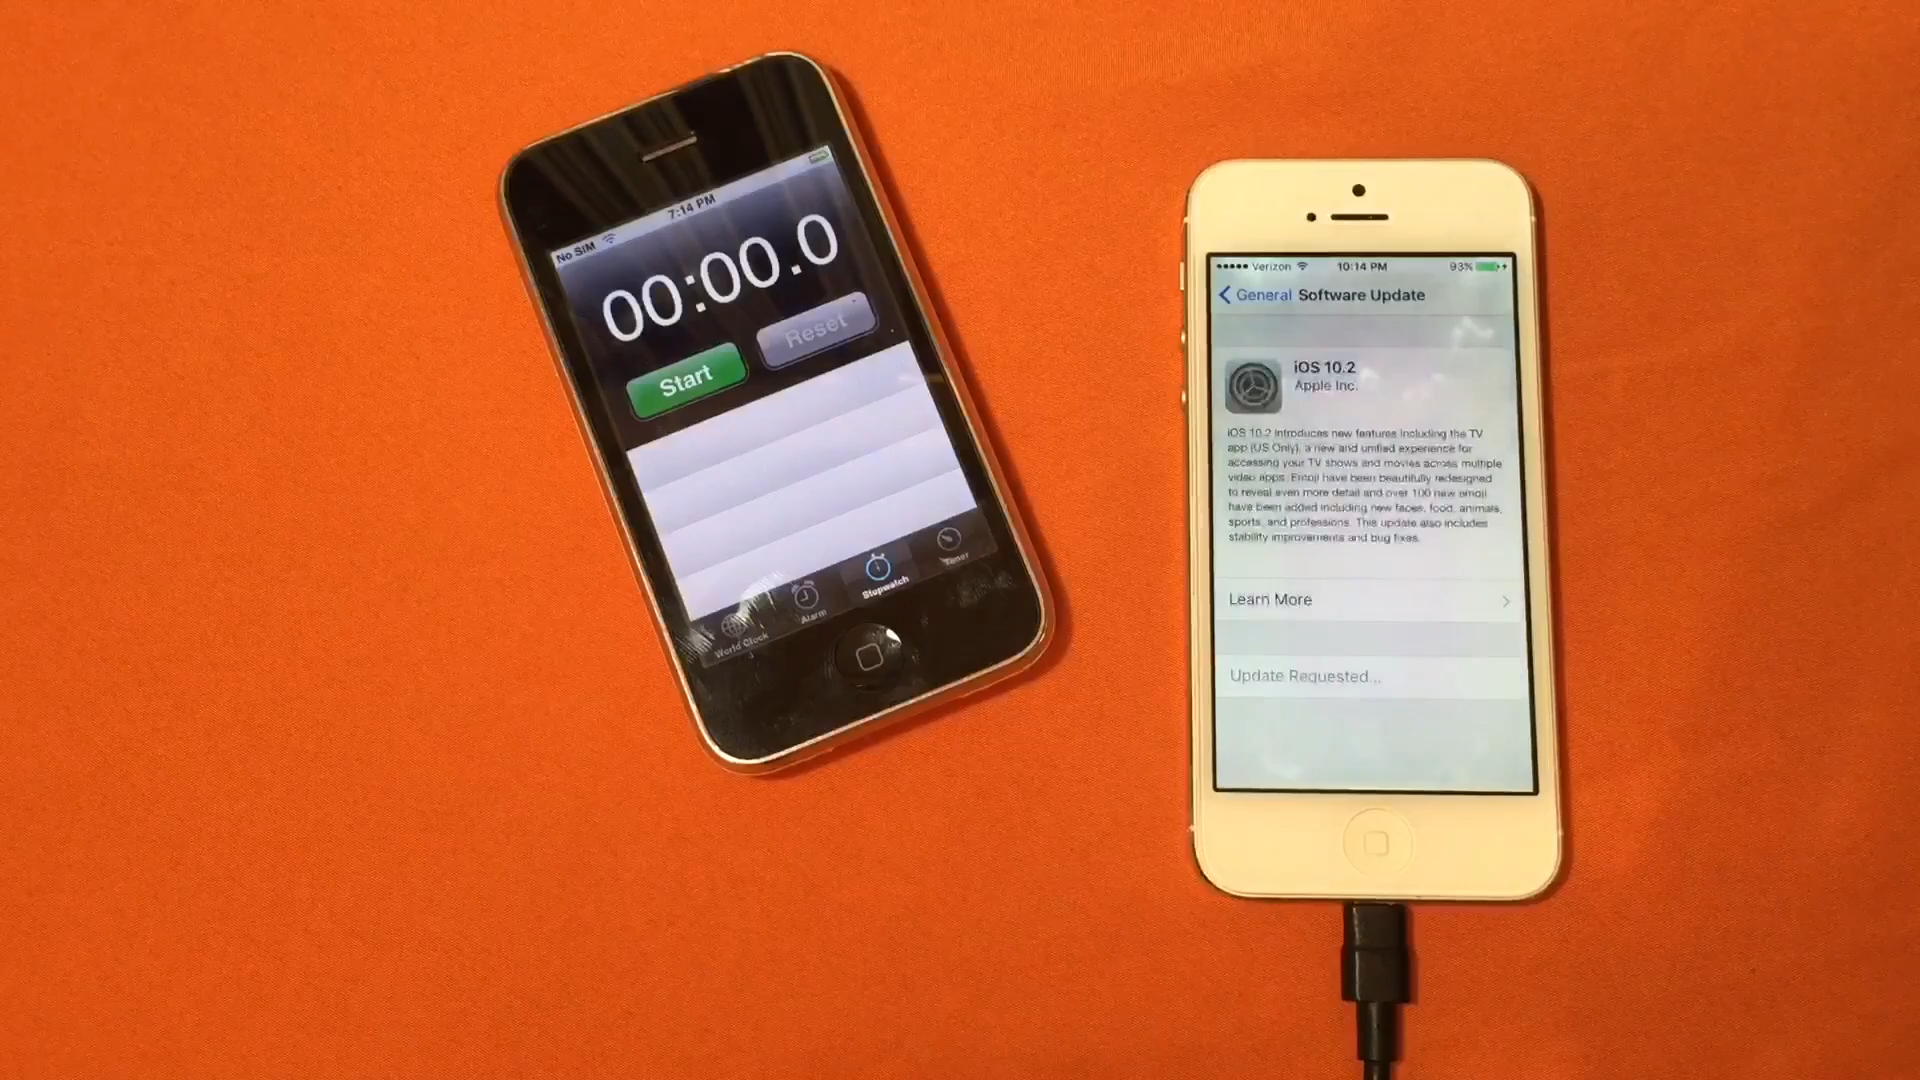 No SIM 7:14 PM
00:00.0
Start Reset
World Clock Alarm Stopwatch Timer
Verizon 10:14 PM 93%
General Software Update
iOS 10.2
Apple Inc.
iOS 10.2 introduces new features including the TV
app (US Only), a new and unified experience for
accessing your TV shows and movies across multiple
video apps. Emoji have been beautifully redesigned
to reveal even more detail and over 100 new emoji
have been added including new faces, food, animals,
sports, and professions. This update also includes
stability improvements and bug fixes.
Learn More
Update Requested...